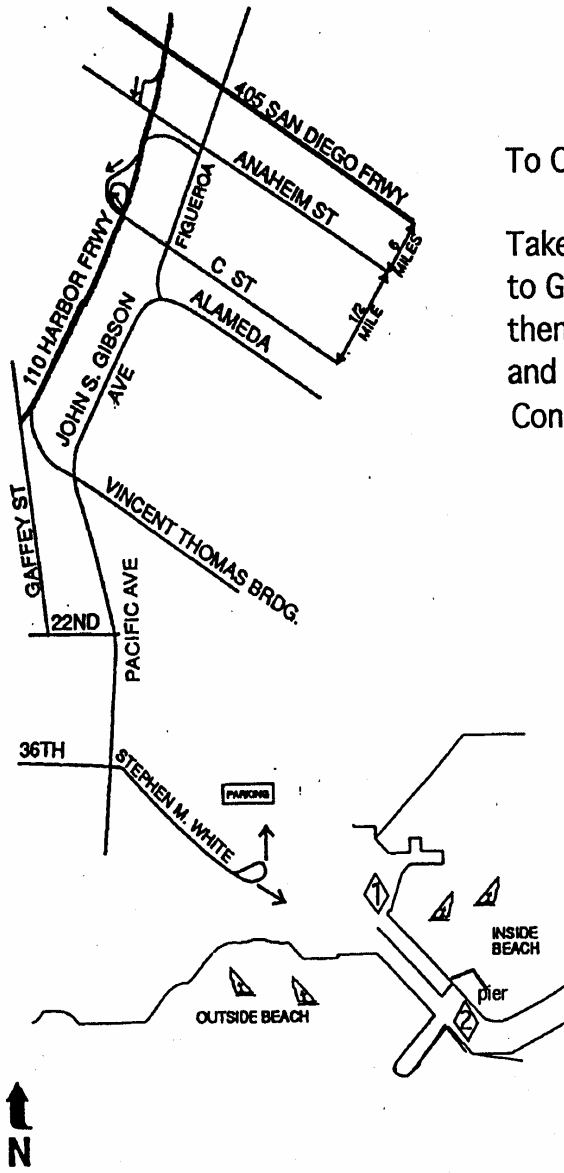 405 SAN DIEGO FRWY
ANAHEIM ST
FIGUEROA
6
MILES
C ST
1/2
MILE
ALAMEDA
110 HARBOR FRWY
JOHN S. GIBSON
AVE
VINCENT THOMAS BRDG.
GAFFEY ST
PACIFIC AVE
22ND
36TH
STEPHEN M. WHITE
PARKING
1
INSIDE
BEACH
pier
2
OUTSIDE BEACH
N
Take
to G
then
and
Con